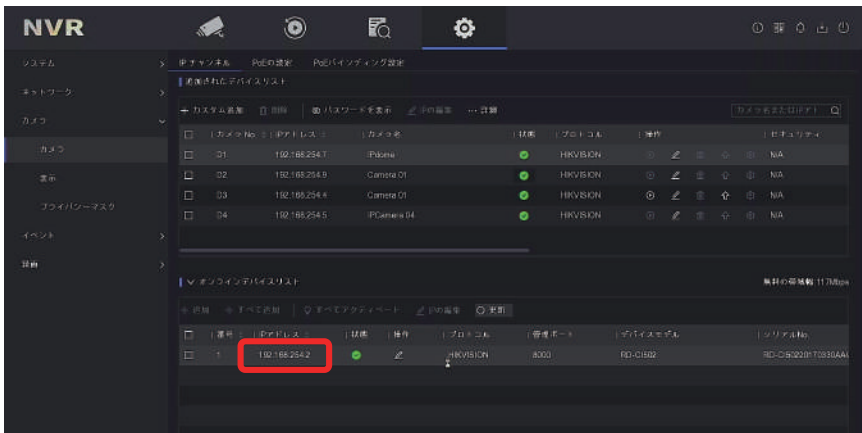 NVR
システム
ネットワーク
カメラ
カメラ
表示
プライバシーマスク
イベント
録画
IPチャンネル PoEの設定 PoEバインディング設定
追加されたデバイスリスト
カスタム追加 削除 パスワードを表示 IPの編集 詳細
カメラNo IPアドレス カメラ名 状態 プロトコル 操作 セキュリティ
D1 192.168.254.7 IPdome HIKVISION N/A
D2 192.168.254.9 Camera 01 HIKVISION N/A
D3 192.168.254.4 Camera 01 HIKVISION N/A
D4 192.168.254.5 IPCamera 04 HIKVISION N/A
オンラインデバイスリスト 無料の帯域幅 117Mbps
追加 すべて追加 すべてアクティベート IPの編集 更新
番号 IPアドレス 状態 操作 プロトコル 管理ポート デバイスモデル シリアルNo.
1 192.168.254.2 HIKVISION 8000 RD-CI502